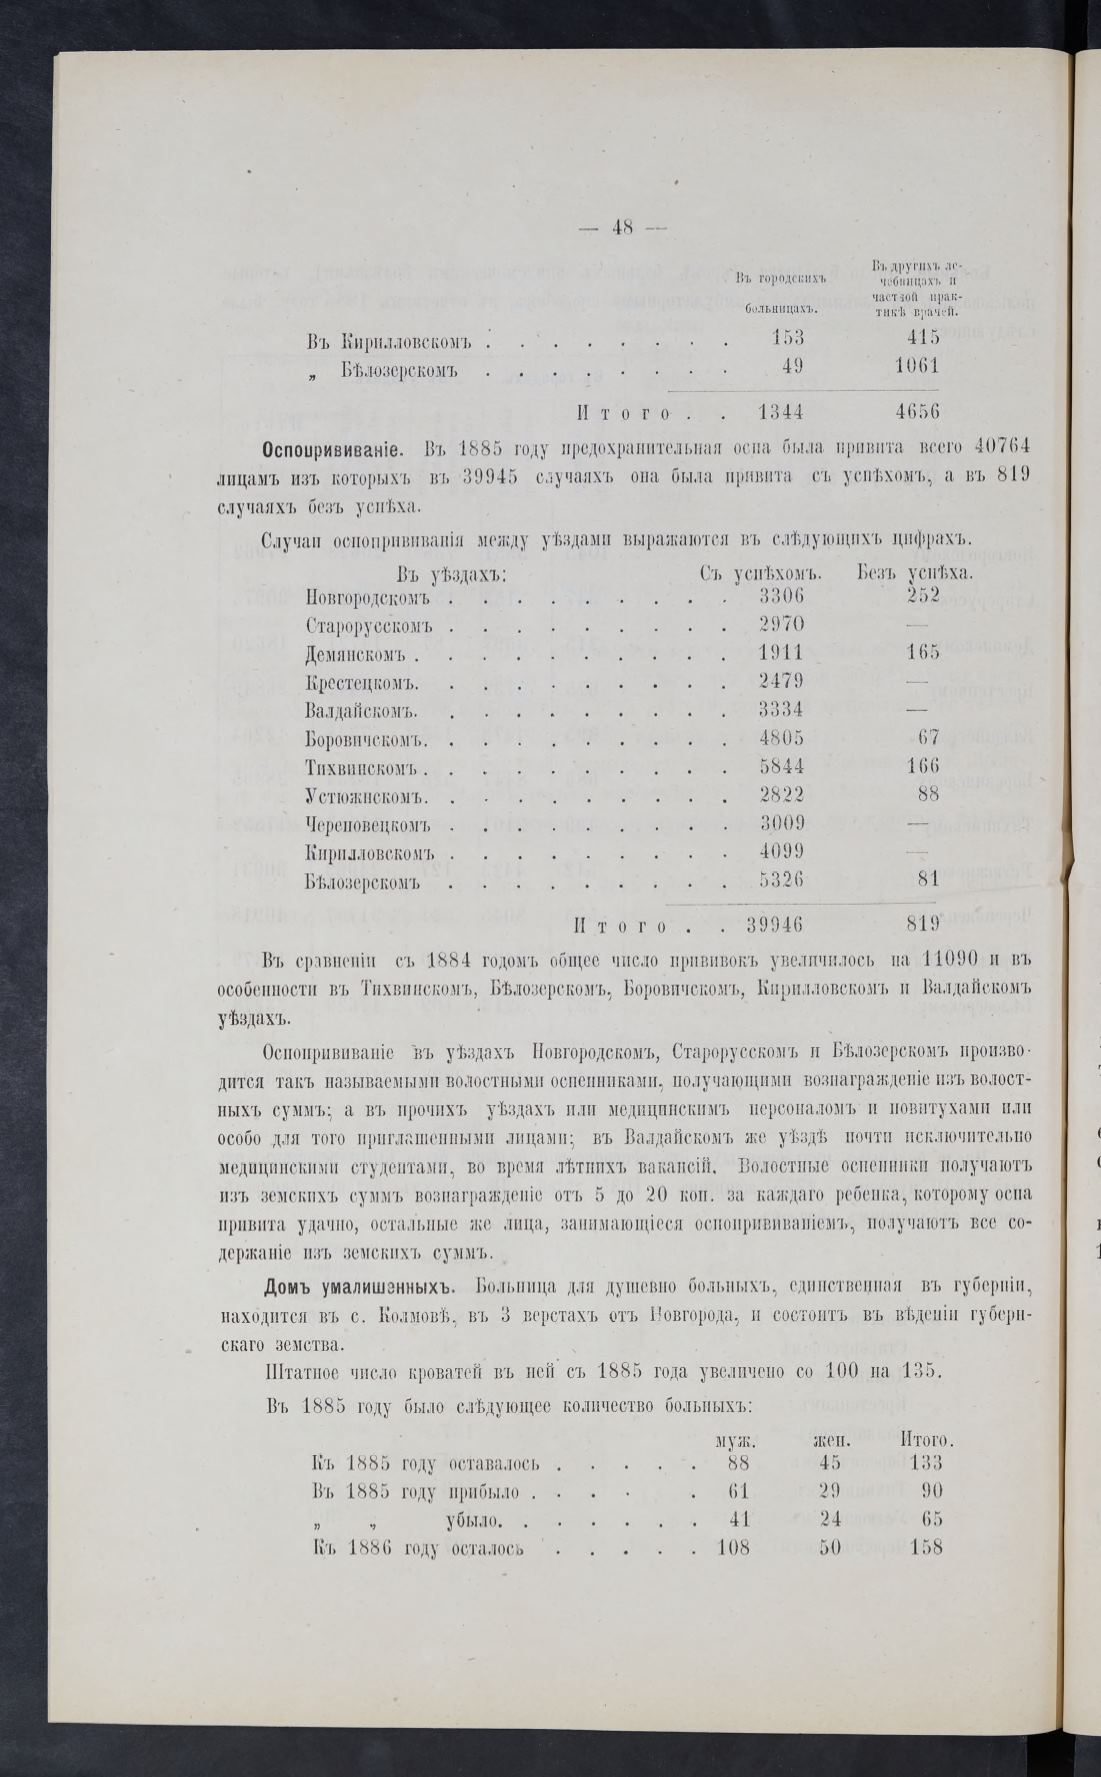 — 48 —
Въ городскихъ больницахъ.
Въ другихъ ле-
чебницахъ и
частной прак-
тикѣ врачей.
Въ Кирилловскомъ . . . . . . . . 153 415
„ Бѣлозерскомъ . . . . . . . . 49 1061
Итого . . 1344 4656
Оспоприваніе. Въ 1885 году предохранительная оспа была привита всего 40764
лицамъ изъ которыхъ въ 39945 случаяхъ она была привита съ успѣхомъ, а въ 819
случаяхъ безъ успѣха.
Случаи оспопрививанія между уѣздами выражаются въ слѣдующихъ цифрахъ.
Въ уѣздахъ: Съ успѣхомъ. Безъ успѣха.
Новгородскомъ . . . . . . . . . 3306 252
Старорусскомъ . . . . . . . . . 2970 —
Демянскомъ . . . . . . . . . . 1911 165
Крестецкомъ. . . . . . . . . . 2479 —
Валдайскомъ. . . . . . . . . . 3334 —
Боровичскомъ. . . . . . . . . . 4805 67
Тихвинскомъ . . . . . . . . . . 5844 166
Устюжнскомъ. . . . . . . . . . 2822 88
Череповецкомъ . . . . . . . . . 3009 —
Кирилловскомъ . . . . . . . . . 4099 —
Бѣлозерскомъ . . . . . . . . . 5326 81
Итого . . 39946 819
Въ сравненіи съ 1884 годомъ общее число прививокъ увеличилось на 11090 и въ
особенности въ Тихвинскомъ, Бѣлозерскомъ, Боровичскомъ, Кирилловскомъ и Валдайскомъ
уѣздахъ.
Оспопрививаніе въ уѣздахъ Новгородскомъ, Старорусскомъ и Бѣлозерскомъ произво-
дится такъ называемыми волостными оспенниками, получающими вознагражденіе изъ волост-
ныхъ суммъ; а въ прочихъ уѣздахъ или медицинскимъ персоналомъ и повитухами или
особо для того приглашенными лицами; въ Валдайскомъ же уѣздѣ почти исключительно
медицинскими студентами, во время лѣтнихъ вакансій. Волостные оспенники получаютъ
изъ земскихъ суммъ вознагражденіе отъ 5 до 20 коп. за каждаго ребенка, которому оспа
привита удачно, остальные же лица, занимающіеся оспопрививаніемъ, получаютъ все со-
держаніе изъ земскихъ суммъ.
Домъ умалишенныхъ. Больница для душевно больныхъ, единственная въ губерніи,
находится въ с. Колмовѣ, въ 3 верстахъ отъ Новгорода, и состоитъ въ вѣденіи губерн-
скаго земства.
Штатное число кроватей въ ней съ 1885 года увеличено со 100 на 135.
Въ 1885 году было слѣдующее количество больныхъ:
муж. жен. Итого.
Къ 1885 году оставалось . . . . . 88 45 133
Въ 1885 году прибыло . . . . . 61 29 90
„ „ убыло. . . . . . . 41 24 65
Къ 1886 году осталось . . . . . 108 50 158